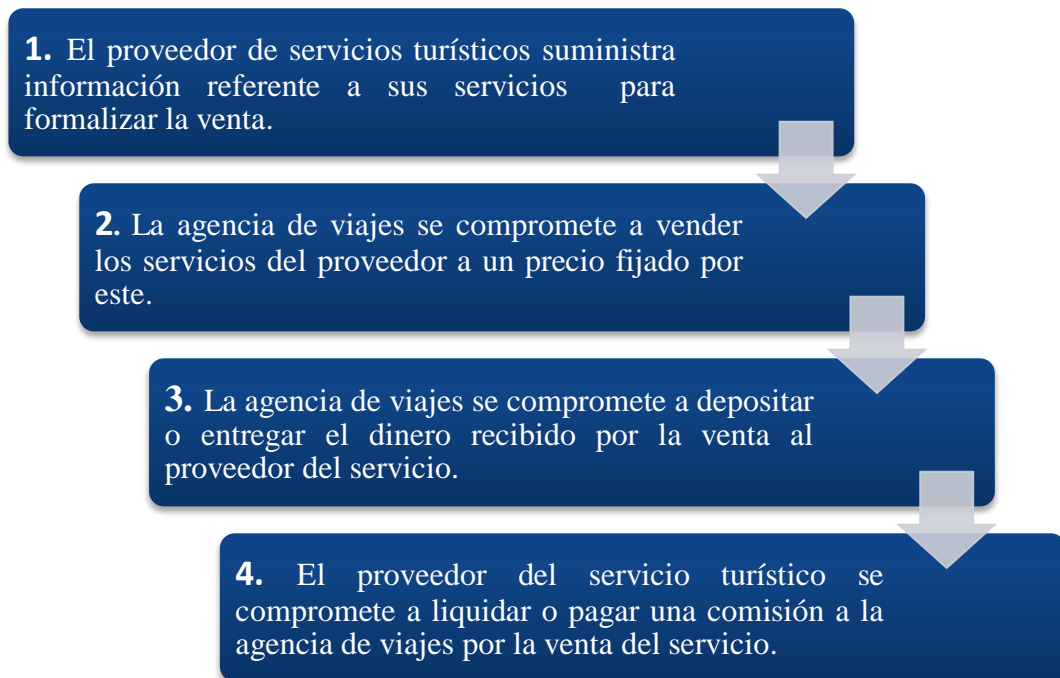 1. El proveedor de servicios turísticos suministra
información referente a sus servicios para
formalizar la venta.
2. La agencia de viajes se compromete a vender
los servicios del proveedor a un precio fijado por
este.
3. La agencia de viajes se compromete a depositar
o entregar el dinero recibido por la venta al
proveedor del servicio.
4. El proveedor del servicio turístico se
compromete a liquidar o pagar una comisión a la
agencia de viajes por la venta del servicio.